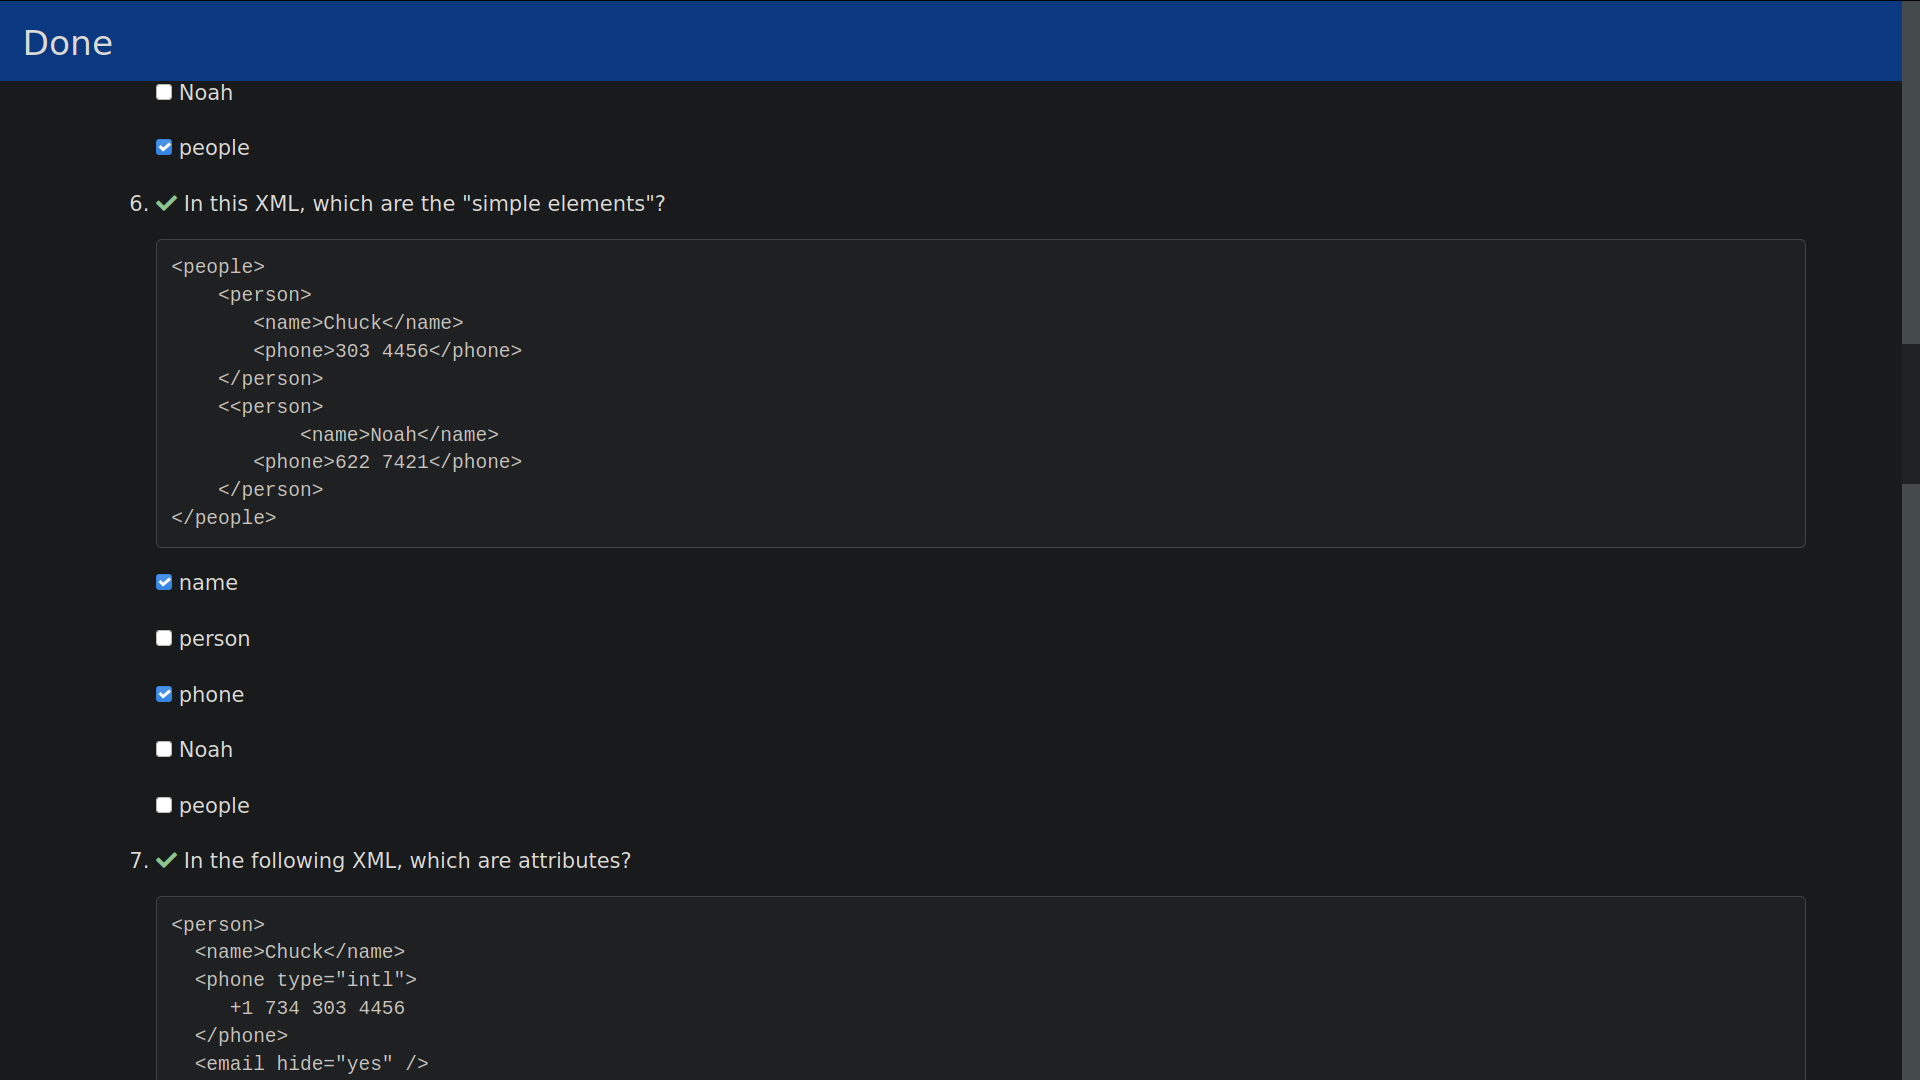 Done
Noah
people
6. In this XML, which are the "simple elements"?
<people>
    <person>
       <name>Chuck</name>
       <phone>303 4456</phone>
    </person>
    <<person>
           <name>Noah</name>
       <phone>622 7421</phone>
    </person>
</people>
name
person
phone
Noah
people
7. In the following XML, which are attributes?
<person>
  <name>Chuck</name>
  <phone type="intl">
     +1 734 303 4456
  </phone>
  <email hide="yes" />